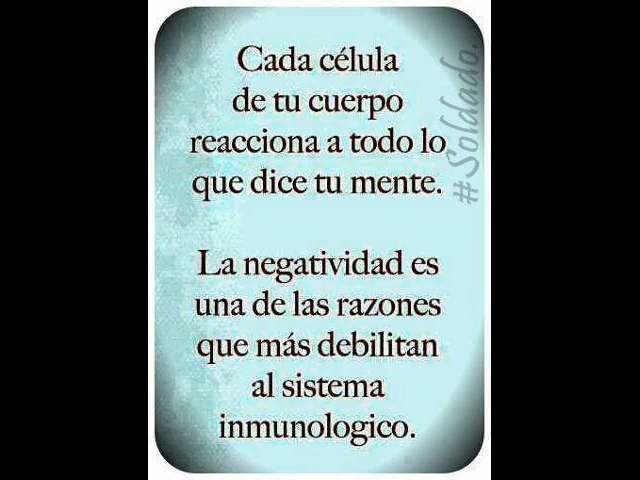 Cada célula
de tu cuerpo
reacciona a todo lo
que dice tu mente.
La negatividad es
una de las razones
que más debilitan
al sistema
inmunologico.
#Soldado.